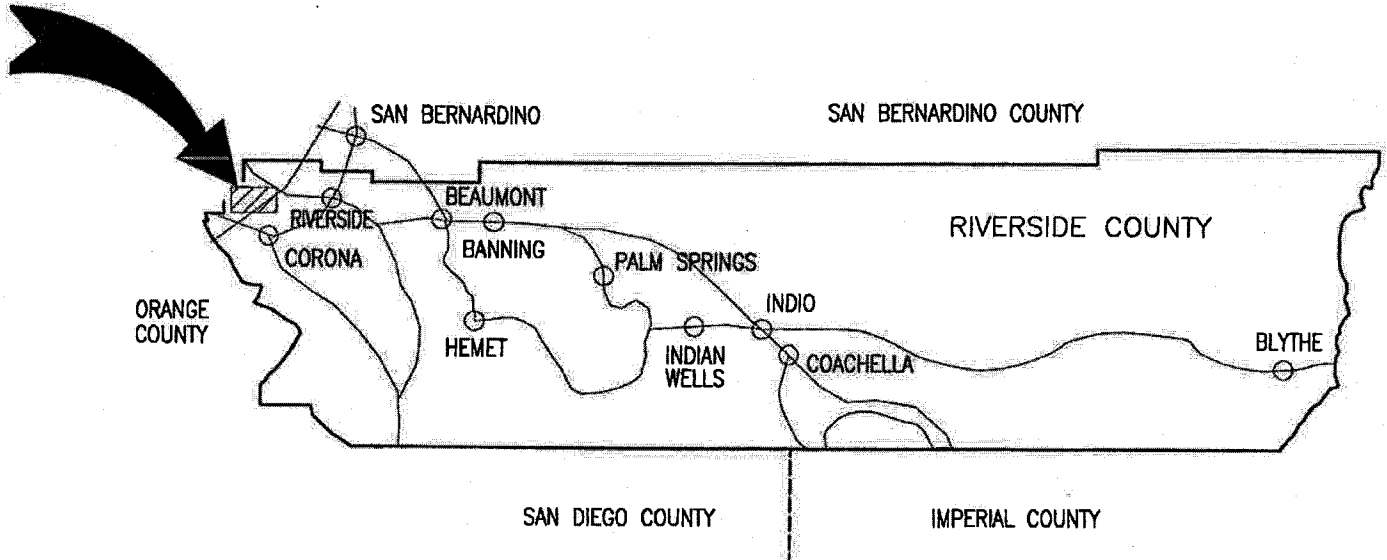 SAN BERNARDINO
SAN BERNARDINO COUNTY
BEAUMONT
RIVERSIDE
RIVERSIDE COUNTY
BANNING
CORONA
PALM SPRINGS
ORANGE
COUNTY
INDIO
HEMET
INDIAN
WELLS
COACHELLA
BLYTHE
SAN DIEGO COUNTY
IMPERIAL COUNTY